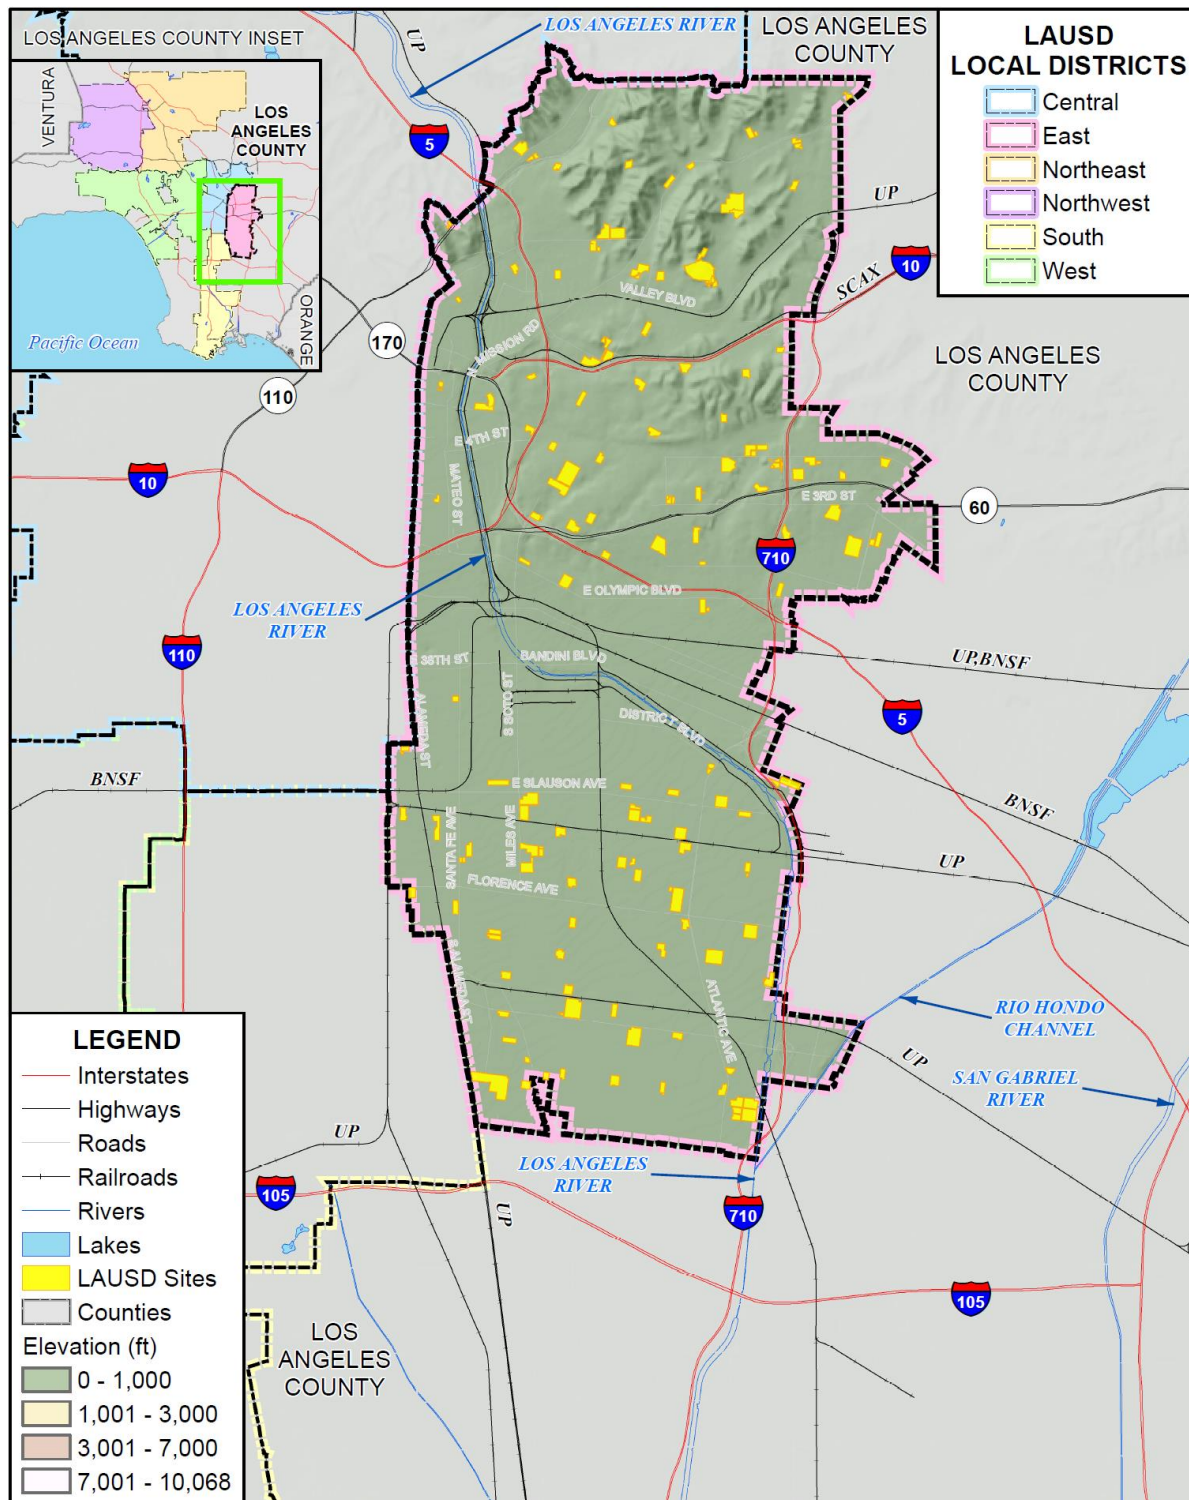 LOS ANGELES COUNTY INSET
VENTURA
LOS
ANGELES
COUNTY
ORANGE
Pacific Ocean
UP
LOS ANGELES RIVER
LOS ANGELES
COUNTY
LAUSD
LOCAL DISTRICTS
Central
East
Northeast
Northwest
South
West
5
UP
10
SCAX
VALLEY BLVD
N MISSION RD
170
110
LOS ANGELES
COUNTY
10
E 4TH ST
MATEO ST
E 3RD ST
60
710
E OLYMPIC BLVD
LOS ANGELES
RIVER
110
E 38TH ST
BANDINI BLVD
UP,BNSF
S SOTO ST
ALAMEDA ST
DISTRICT BLVD
5
BNSF
E SLAUSON AVE
BNSF
SANTA FE AVE
MILES AVE
UP
FLORENCE AVE
S ALAMEDA ST
ATLANTIC AVE
RIO HONDO
CHANNEL
UP
SAN GABRIEL
RIVER
UP
LOS ANGELES
RIVER
105
UP
710
105
LOS
ANGELES
COUNTY
LEGEND
Interstates
Highways
Roads
Railroads
Rivers
Lakes
LAUSD Sites
Counties
Elevation (ft)
0 - 1,000
1,001 - 3,000
3,001 - 7,000
7,001 - 10,068